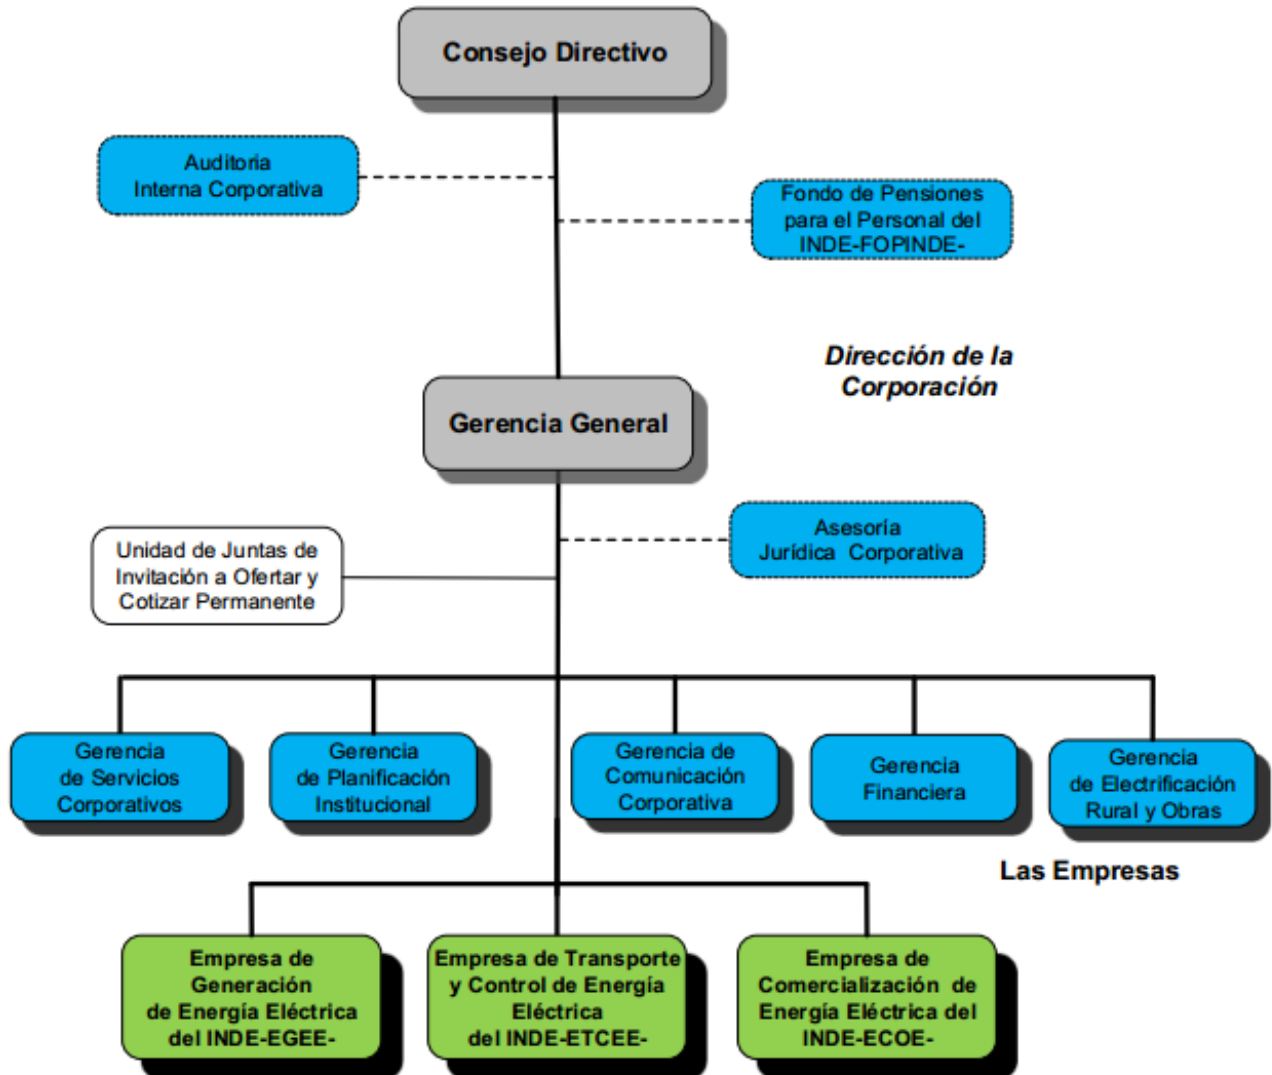 Consejo Directivo
Auditoria
Interna Corporativa
Fondo de Pensiones
para el Personal del
INDE-FOPINDE-
Dirección de la
Corporación
Gerencia General
Asesoría
Jurídica Corporativa
Unidad de Juntas de
Invitación a Ofertar y
Cotizar Permanente
Gerencia
de Servicios
Corporativos
Gerencia
de Planificación
Institucional
Gerencia de
Comunicación
Corporativa
Gerencia
Financiera
Gerencia
de Electrificación
Rural y Obras
Las Empresas
Empresa de
Generación
de Energía Eléctrica
del INDE-EGEE-
Empresa de Transporte
y Control de Energía
Eléctrica
del INDE-ETCEE-
Empresa de
Comercialización de
Energía Eléctrica del
INDE-ECOE-